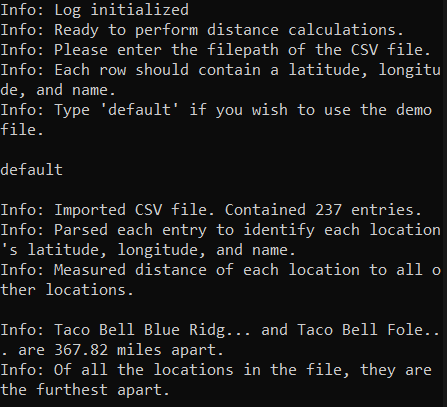 Info: Log initialized
Info: Ready to perform distance calculations.
Info: Please enter the filepath of the CSV file.
Info: Each row should contain a latitude, longitu
de, and name.
Info: Type 'default' if you wish to use the demo
file.
default
Info: Imported CSV file. Contained 237 entries.
Info: Parsed each entry to identify each location
's latitude, longitude, and name.
Info: Measured distance of each location to all o
ther locations.
Info: Taco Bell Blue Ridg... and Taco Bell Fole..
. are 367.82 miles apart.
Info: Of all the locations in the file, they are
the furthest apart.